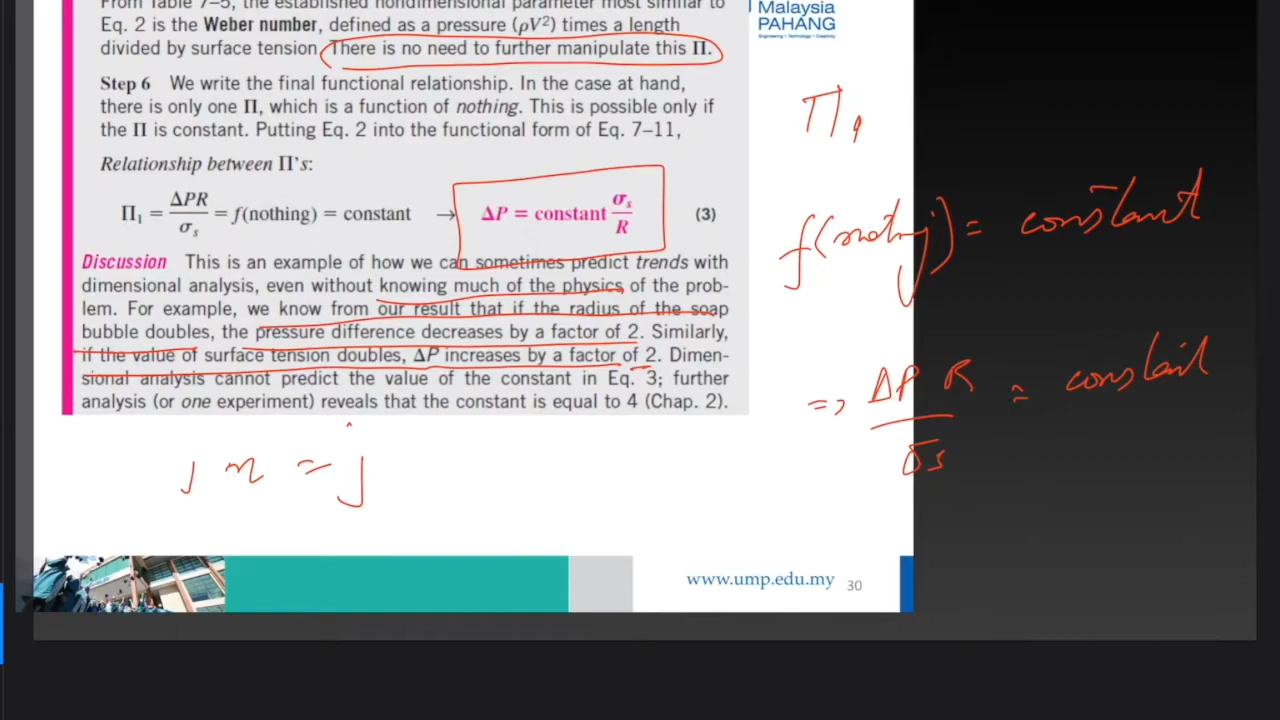 From Table 7–5, the established nondimensional parameter most similar to
Eq. 2 is the Weber number, defined as a pressure (ρV²) times a length
divided by surface tension. There is no need to further manipulate this Π.
Step 6 We write the final functional relationship. In the case at hand,
there is only one Π, which is a function of nothing. This is possible only if
the Π is constant. Putting Eq. 2 into the functional form of Eq. 7–11,
Relationship between Π's:
Π₁ = ΔPR/σₛ = f(nothing) = constant → ΔP = constant σₛ/R (3)
Discussion This is an example of how we can sometimes predict trends with
dimensional analysis, even without knowing much of the physics of the prob-
lem. For example, we know from our result that if the radius of the soap
bubble doubles, the pressure difference decreases by a factor of 2. Similarly,
if the value of surface tension doubles, ΔP increases by a factor of 2. Dimen-
sional analysis cannot predict the value of the constant in Eq. 3; further
analysis (or one experiment) reveals that the constant is equal to 4 (Chap. 2).
Malaysia
PAHANG
Engineering • Technology • Creativity
Π₁
f(nothing) = constant
=> ΔP R/σs = constant
n = j
www.ump.edu.my
30